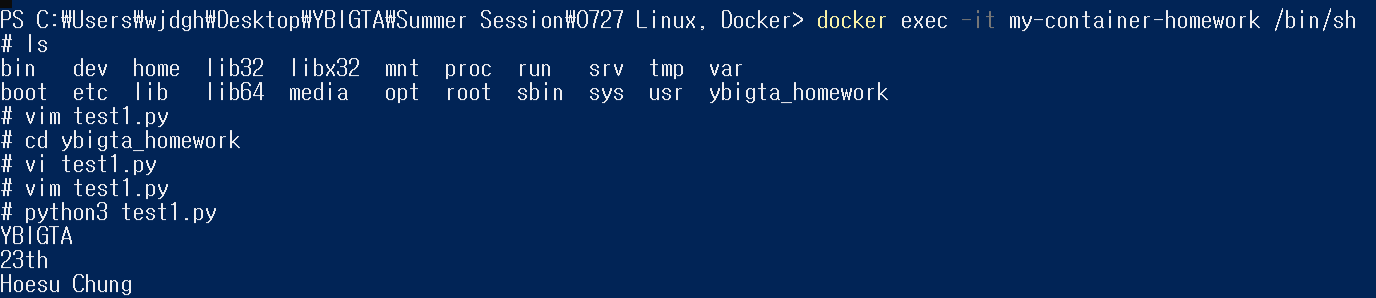 PS C:₩Users₩wjdgh₩Desktop₩YBIGTA₩Summer Session₩0727 Linux, Docker> docker exec -it my-container-homework /bin/sh
# ls
bin   dev  home  lib32  libx32  mnt  proc  run   srv  tmp  var
boot  etc  lib   lib64  media   opt  root  sbin  sys  usr  ybigta_homework
# vim test1.py
# cd ybigta_homework
# vi test1.py
# vim test1.py
# python3 test1.py
YBIGTA
23th
Hoesu Chung